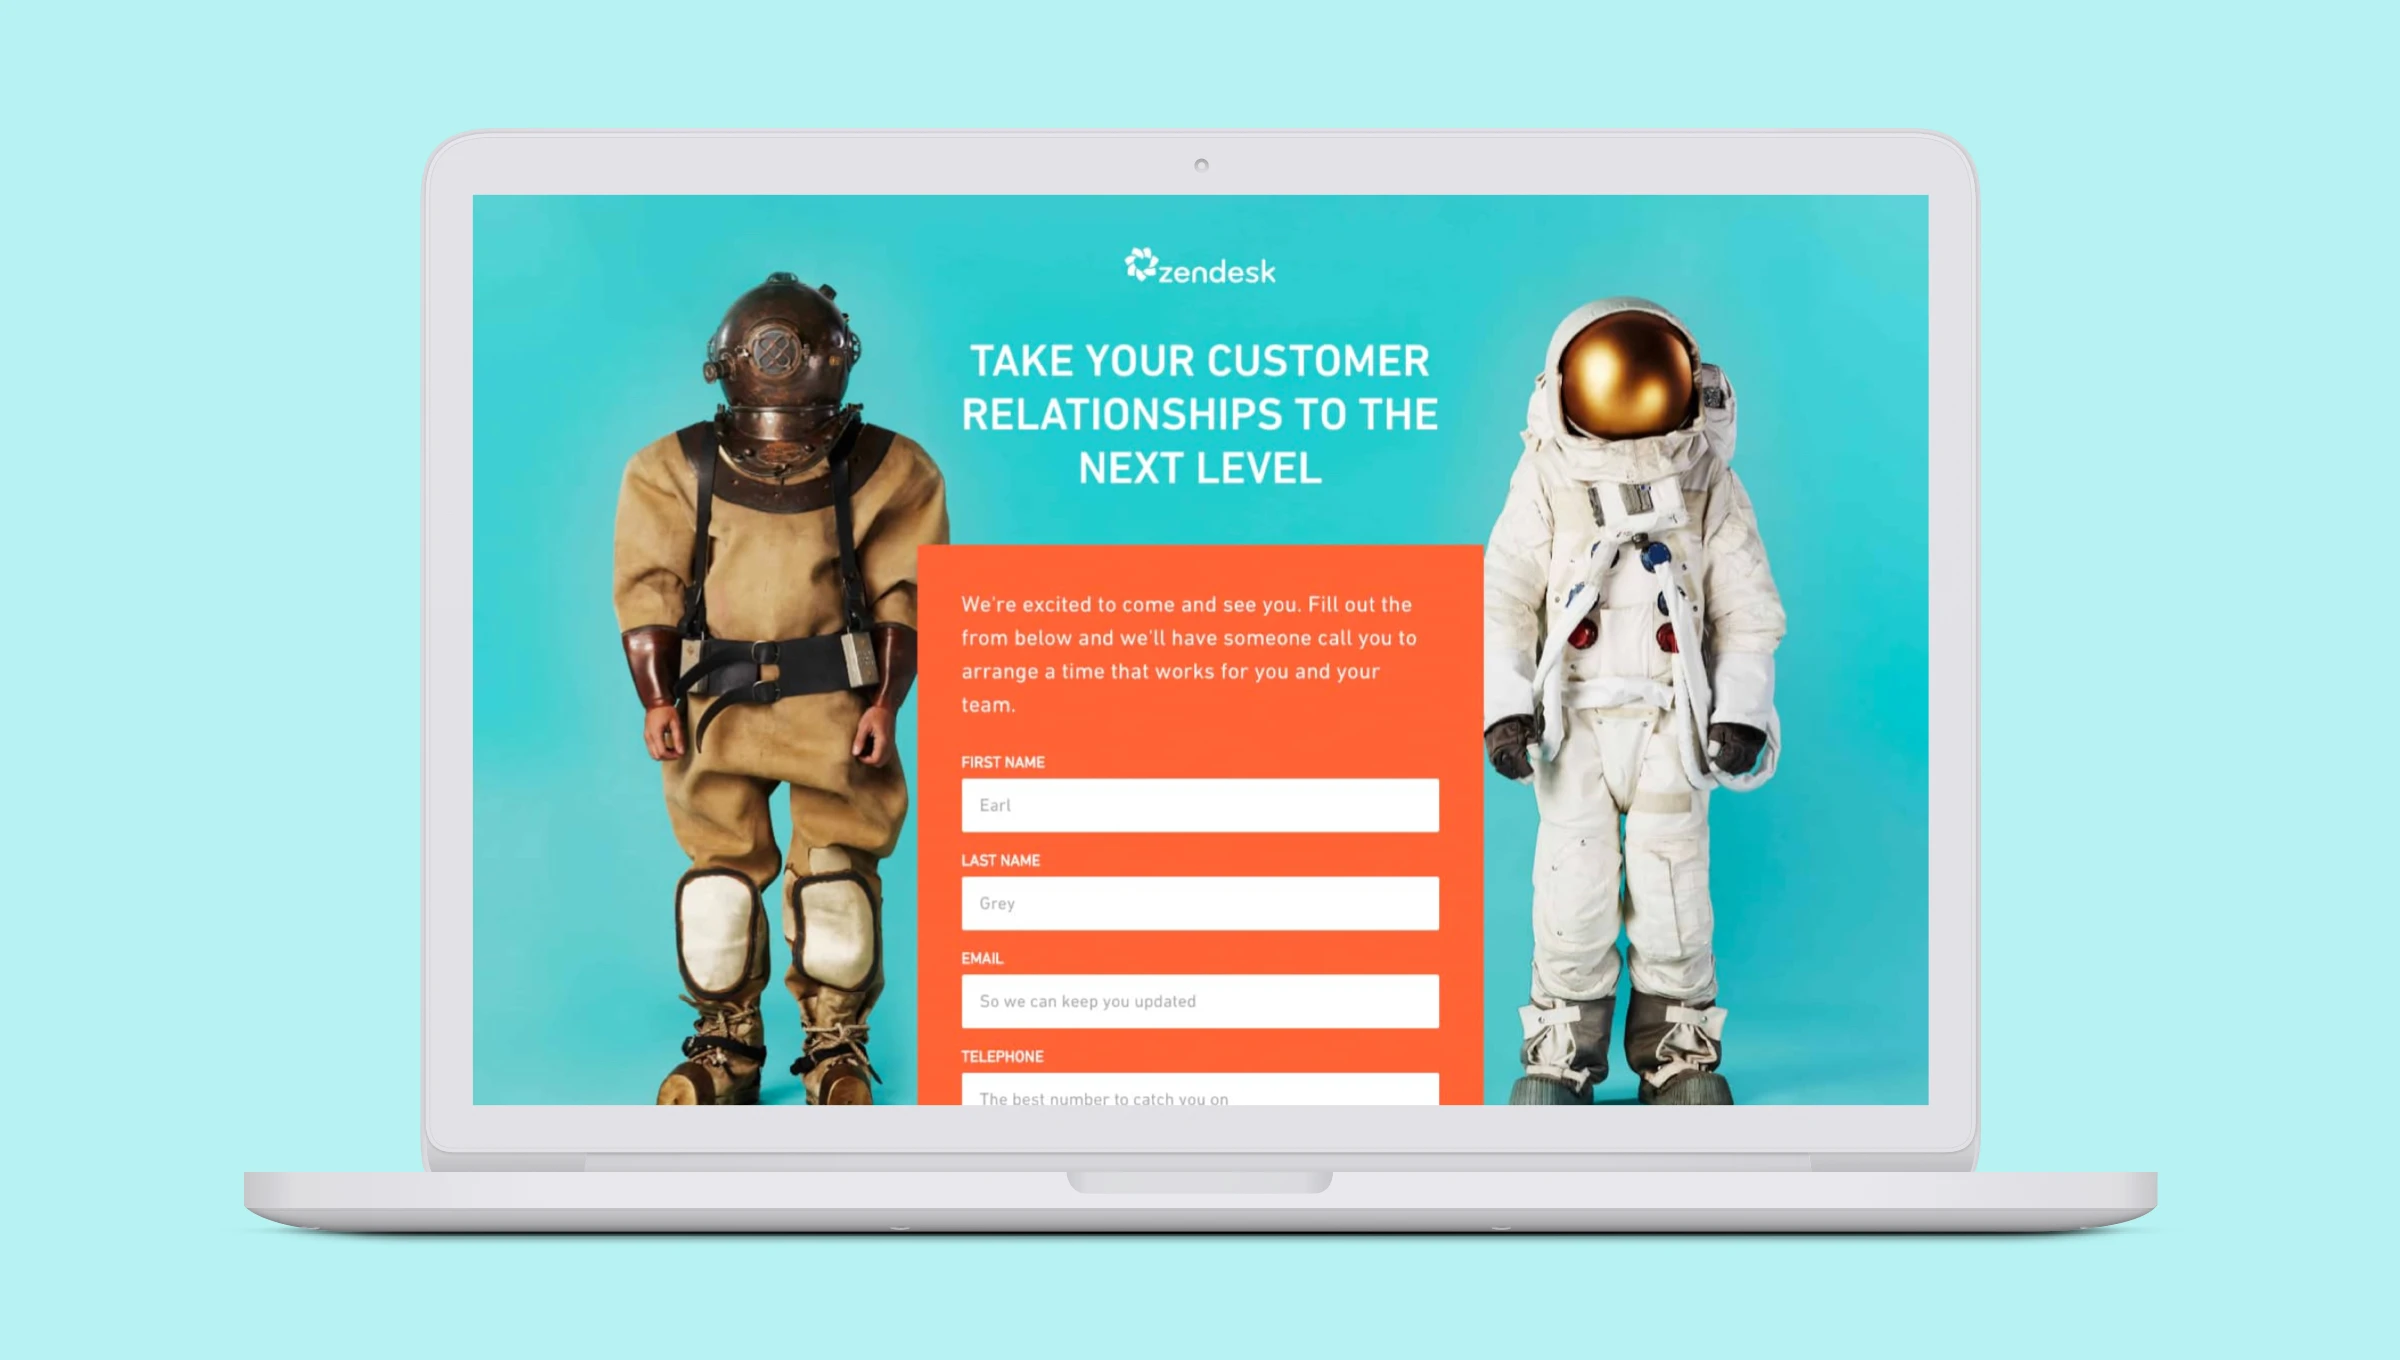 zendesk
TAKE YOUR CUSTOMER
RELATIONSHIPS TO THE
NEXT LEVEL
We're excited to come and see you. Fill out the
from below and we'll have someone call you to
arrange a time that works for you and your
team.
FIRST NAME
Earl
LAST NAME
Grey
EMAIL
So we can keep you updated
TELEPHONE
The best number to catch you on